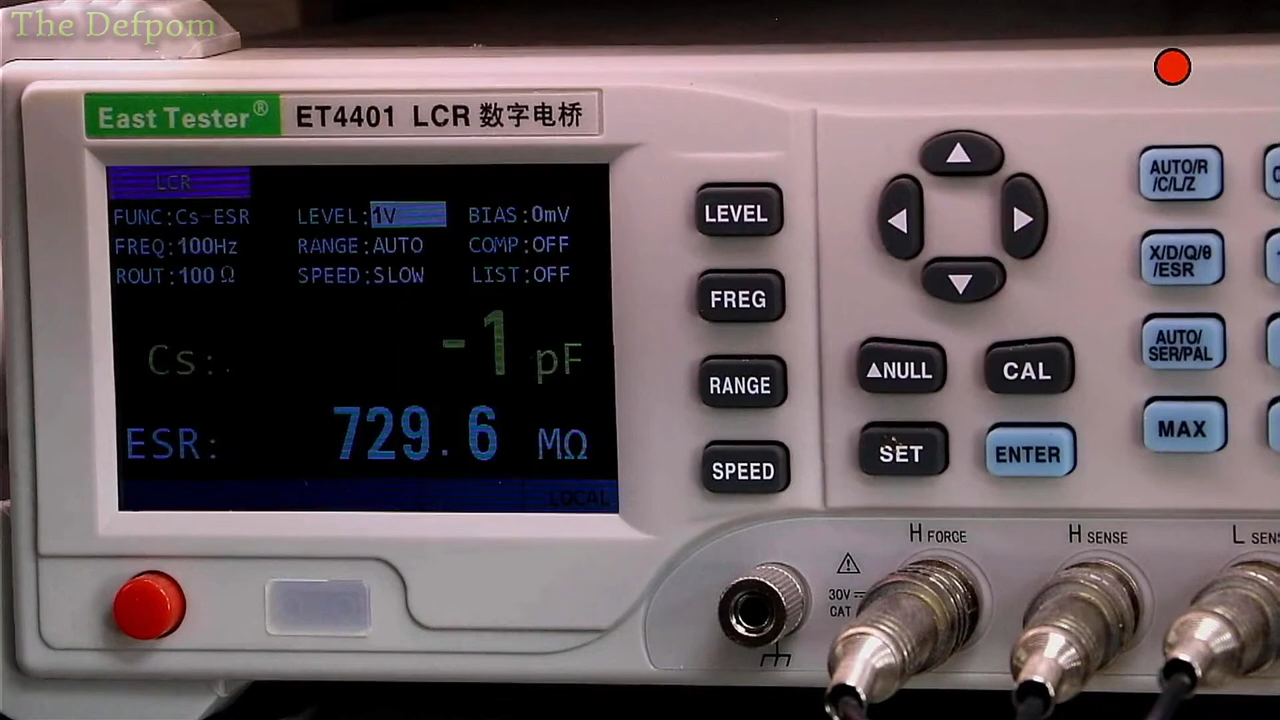 The Defpom
East Tester® ET4401 LCR 数字电桥
LCR
FUNC:Cs-ESR LEVEL:1V BIAS:0mV
FREQ:100Hz RANGE:AUTO COMP:OFF
ROUT:100 Ω SPEED:SLOW LIST:OFF
Cs: -1 pF
ESR: 729.6 MΩ
LOCAL
LEVEL
FREG
RANGE
SPEED
▲NULL
CAL
SET
ENTER
AUTO/R
/C/L/Z
X/D/Q/θ
/ESR
AUTO/
SER/PAL
MAX
H FORCE
H SENSE
L SEN
30V
CAT